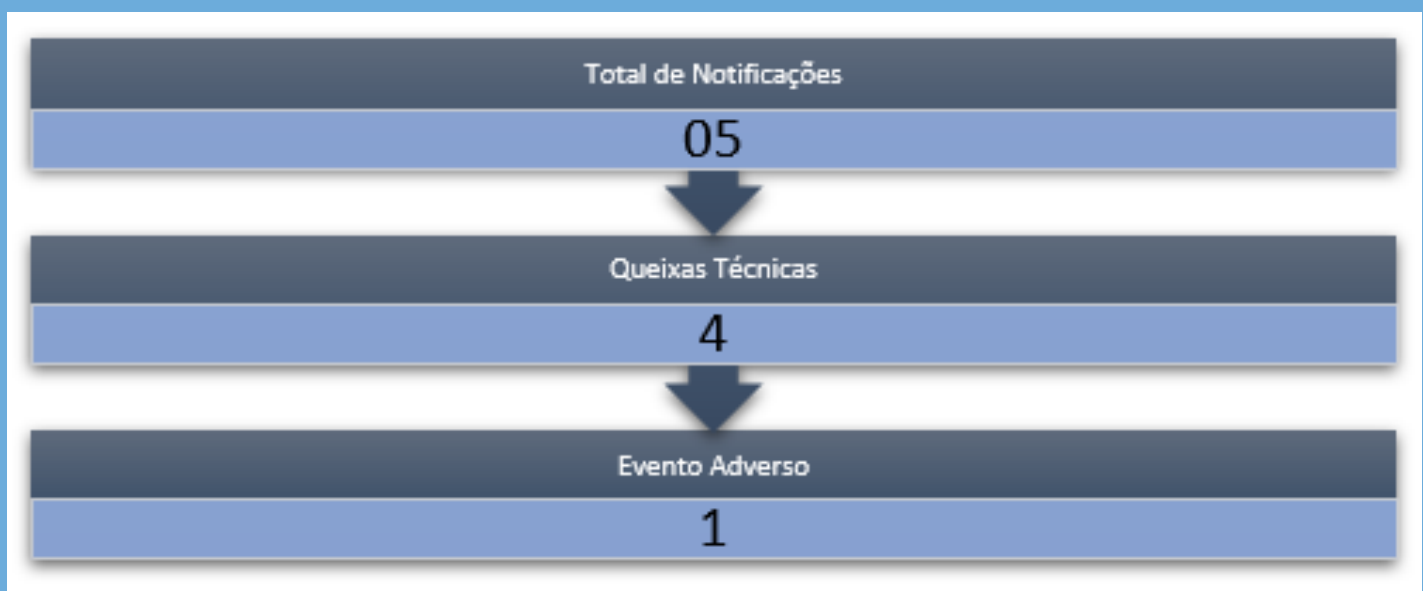 Total de Notificações
05
Queixas Técnicas
4
Evento Adverso
1